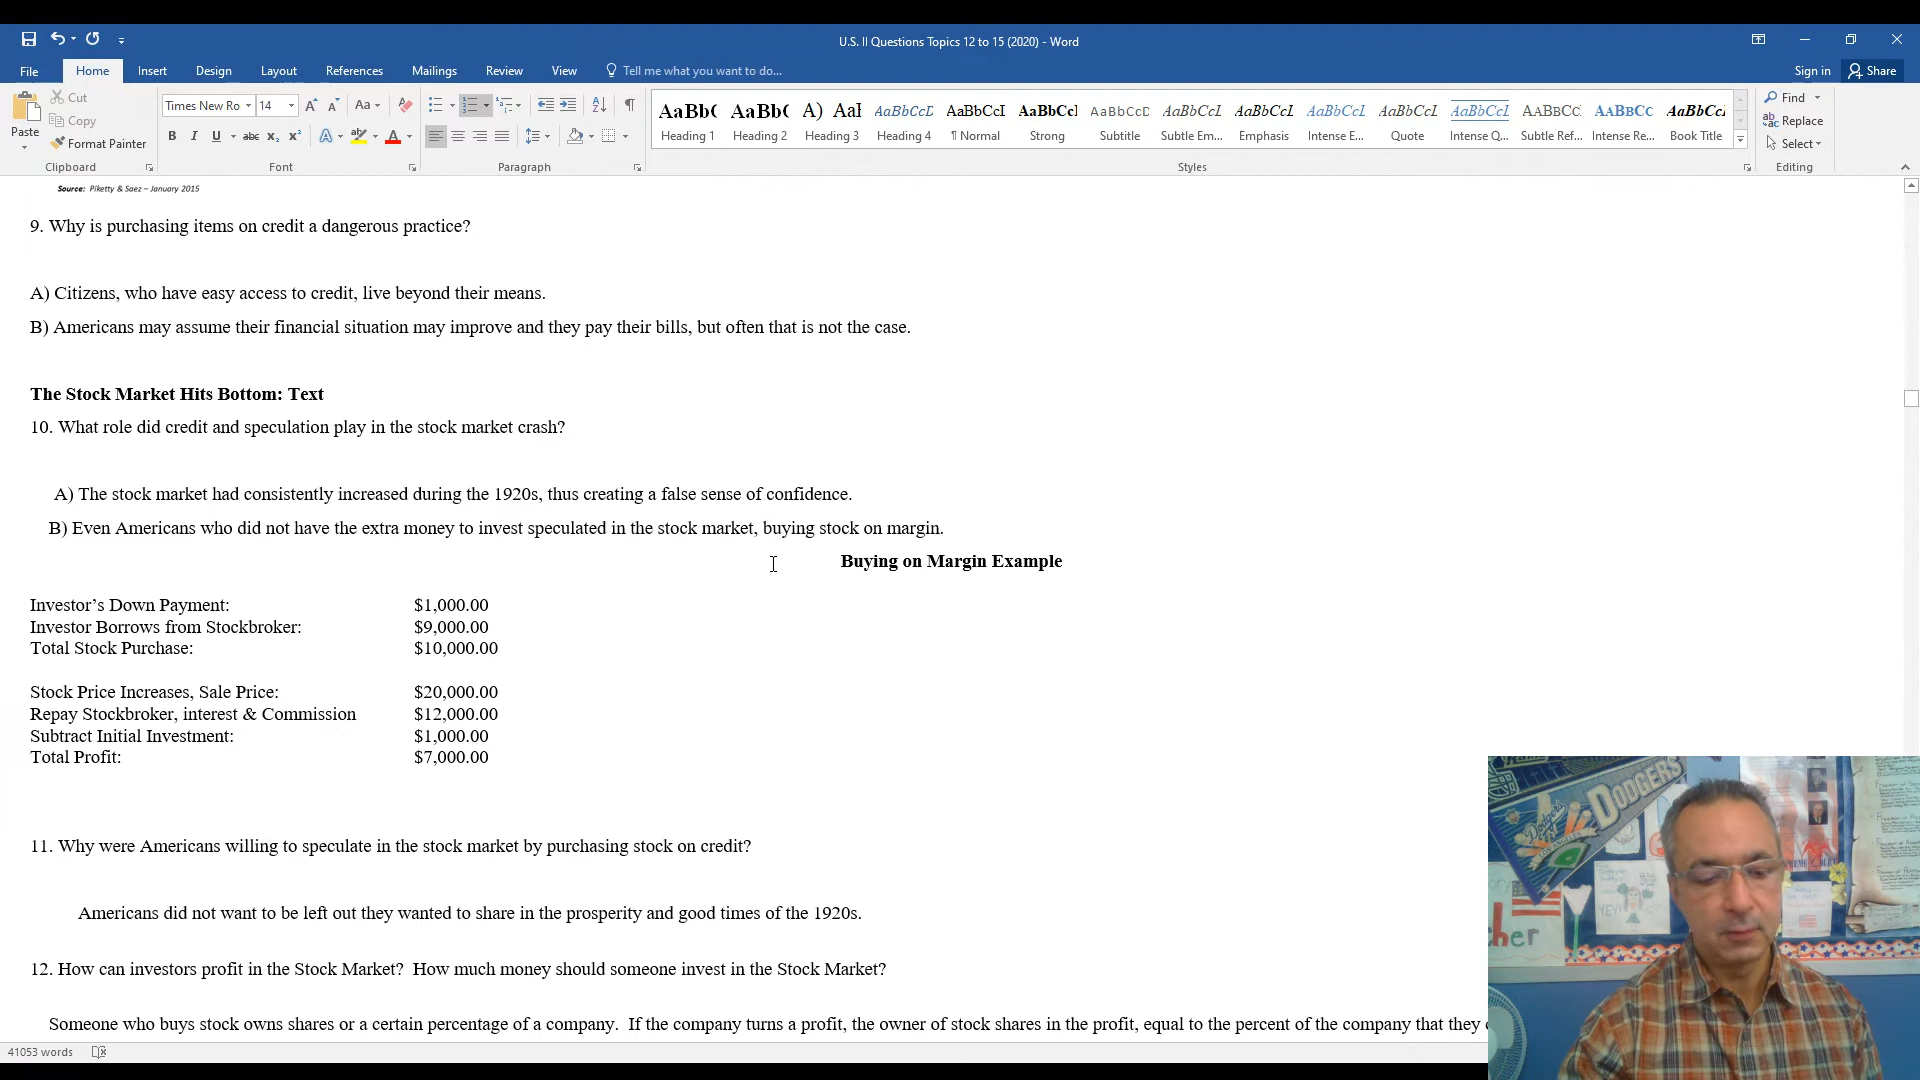 U.S. II Questions Topics 12 to 15 (2020) - Word
File Home Insert Design Layout References Mailings Review View Tell me what you want to do... Sign in Share
Paste Cut Copy Format Painter Clipboard
Times New Ro 14 Font
Paragraph
AaBb( AaBb( A) AaI AaBbCcD AaBbCcI AaBbCcI AaBbCcD AaBbCcL AaBbCcL AaBbCcI AaBbCcL AaBbCcI AABBCC AABBCC AaBbCcI
Heading 1 Heading 2 Heading 3 Heading 4 ¶ Normal Strong Subtitle Subtle Em... Emphasis Intense E... Quote Intense Q... Subtle Ref... Intense Re... Book Title
Styles
Find Replace Select Editing
Source: Piketty & Saez – January 2015
9. Why is purchasing items on credit a dangerous practice?
A) Citizens, who have easy access to credit, live beyond their means.
B) Americans may assume their financial situation may improve and they pay their bills, but often that is not the case.
The Stock Market Hits Bottom: Text
10. What role did credit and speculation play in the stock market crash?
A) The stock market had consistently increased during the 1920s, thus creating a false sense of confidence.
B) Even Americans who did not have the extra money to invest speculated in the stock market, buying stock on margin.
Buying on Margin Example
Investor’s Down Payment: $1,000.00
Investor Borrows from Stockbroker: $9,000.00
Total Stock Purchase: $10,000.00
Stock Price Increases, Sale Price: $20,000.00
Repay Stockbroker, interest & Commission $12,000.00
Subtract Initial Investment: $1,000.00
Total Profit: $7,000.00
11. Why were Americans willing to speculate in the stock market by purchasing stock on credit?
Americans did not want to be left out they wanted to share in the prosperity and good times of the 1920s.
12. How can investors profit in the Stock Market? How much money should someone invest in the Stock Market?
Someone who buys stock owns shares or a certain percentage of a company. If the company turns a profit, the owner of stock shares in the profit, equal to the percent of the company that they
41053 words
DODGERS
YEY!